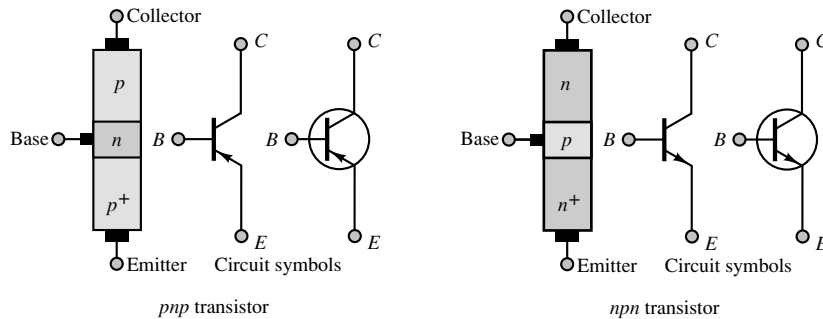 Collector
C
C
p
Base
n
B
B
p+
E
E
Emitter
Circuit symbols
pnp transistor
Collector
C
C
n
Base
p
B
B
n+
E
E
Emitter
Circuit symbols
npn transistor